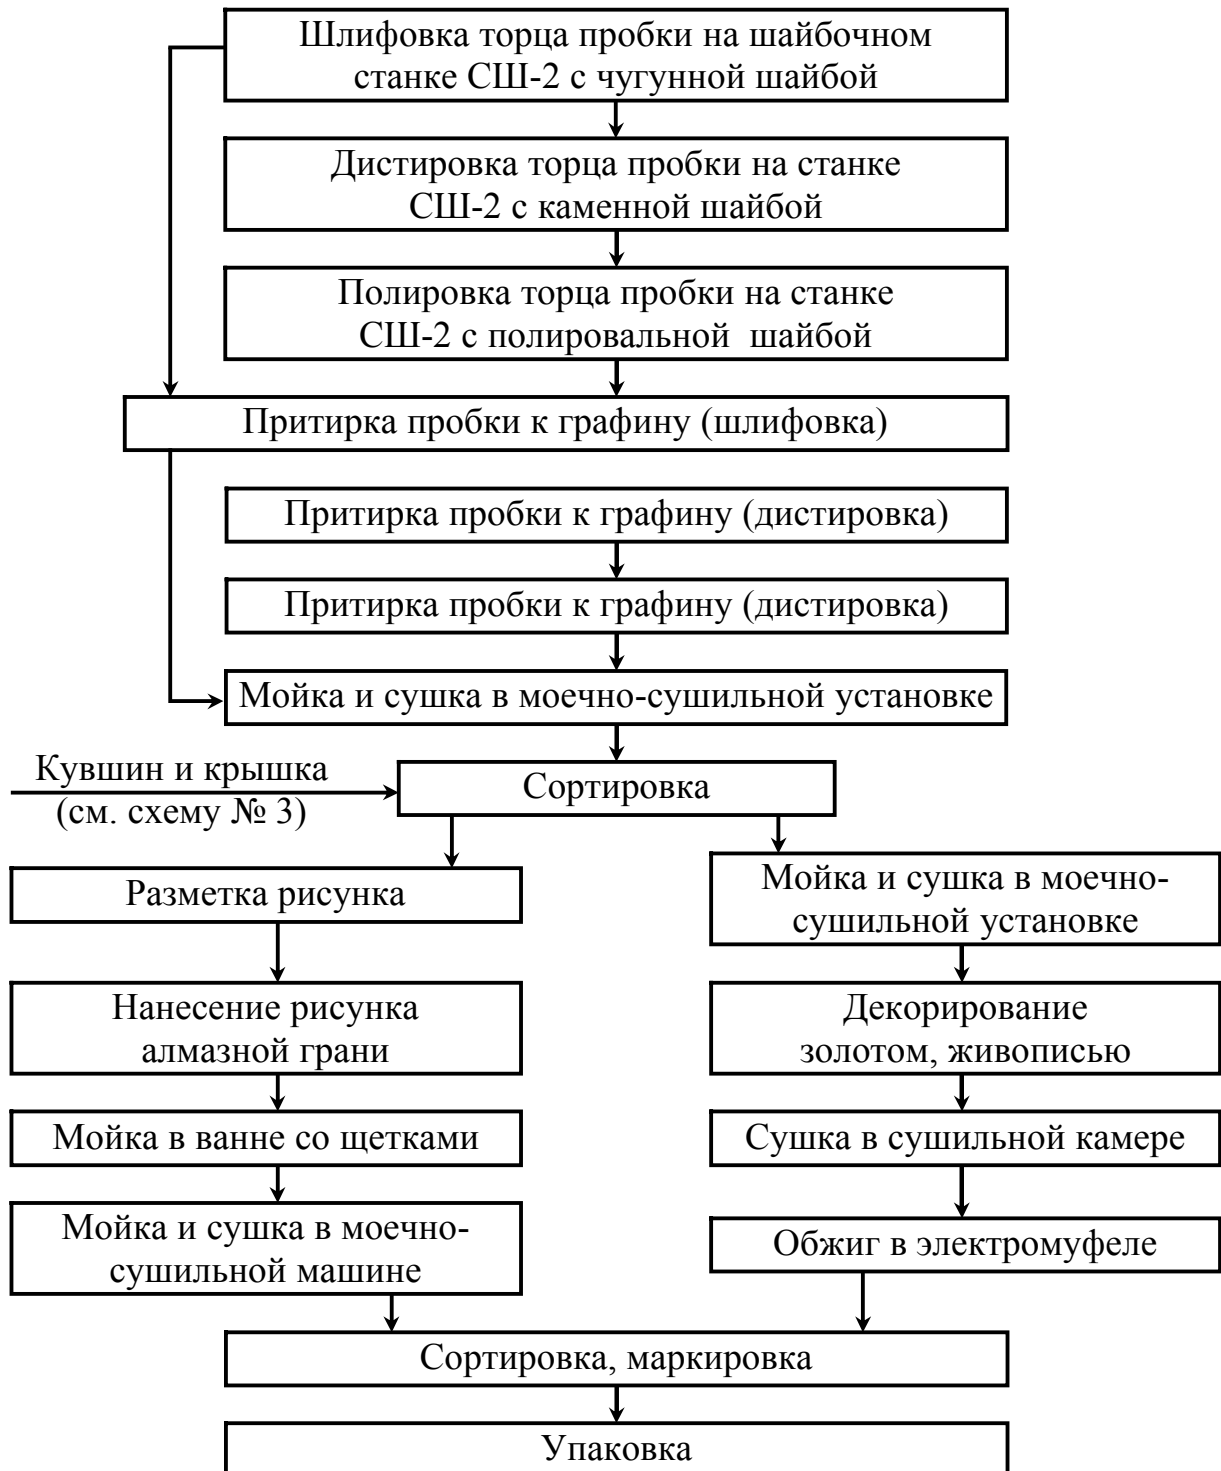 Шлифовка торца пробки на шайбочном
станке СШ-2 с чугунной шайбой
Дистировка торца пробки на станке
СШ-2 с каменной шайбой
Полировка торца пробки на станке
СШ-2 с полировальной шайбой
Притирка пробки к графину (шлифовка)
Притирка пробки к графину (дистировка)
Притирка пробки к графину (дистировка)
Мойка и сушка в моечно-сушильной установке
Кувшин и крышка
(см. схему № 3)
Сортировка
Разметка рисунка
Нанесение рисунка
алмазной грани
Мойка в ванне со щетками
Мойка и сушка в моечно-
сушильной машине
Мойка и сушка в моечно-
сушильной установке
Декорирование
золотом, живописью
Сушка в сушильной камере
Обжиг в электромуфеле
Сортировка, маркировка
Упаковка